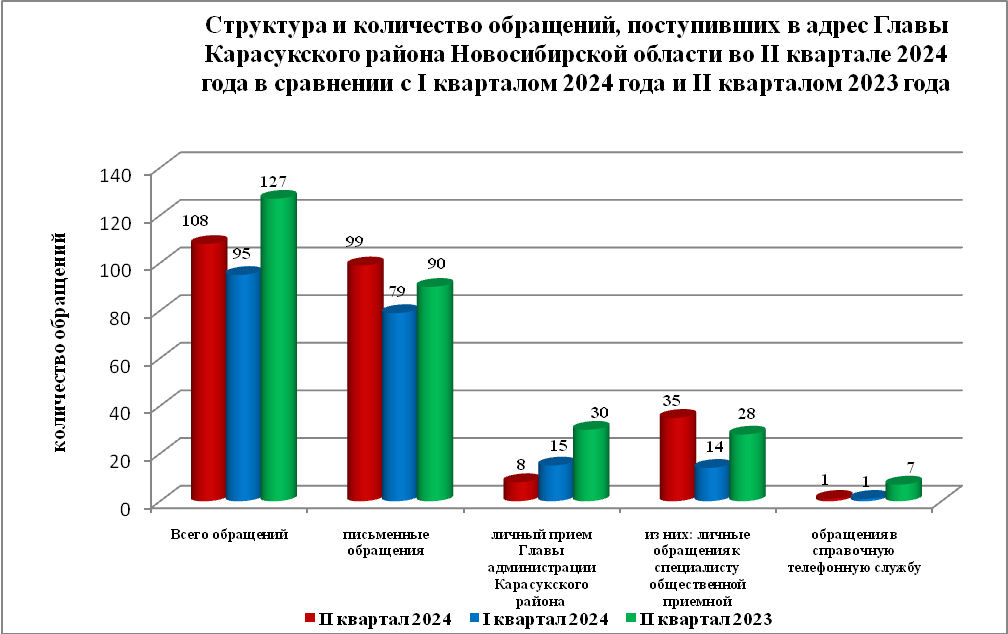 Структура и количество обращений, поступивших в адрес Главы
Карасукского района Новосибирской области во II квартале 2024
года в сравнении с I кварталом 2024 года и II кварталом 2023 года
количество обращений
140
120
100
80
60
40
20
0
108
95
127
99
79
90
8
15
30
35
14
28
1
1
7
Всего обращений
письменные
обращения
личный прием
Главы
администрации
Карасукского
района
из них: личные
обращения к
специалисту
общественной
приемной
обращения в
справочную
телефонную службу
II квартал 2024
I квартал 2024
II квартал 2023